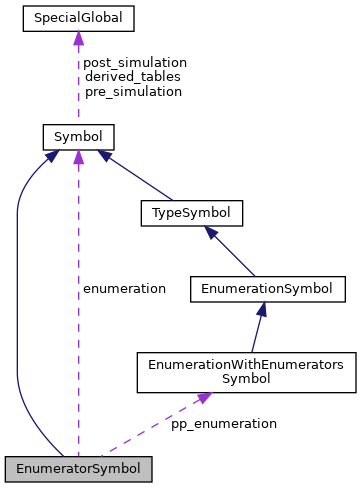 SpecialGlobal
post_simulation
derived_tables
pre_simulation
Symbol
TypeSymbol
enumeration
EnumerationSymbol
EnumerationWithEnumerators
Symbol
pp_enumeration
EnumeratorSymbol